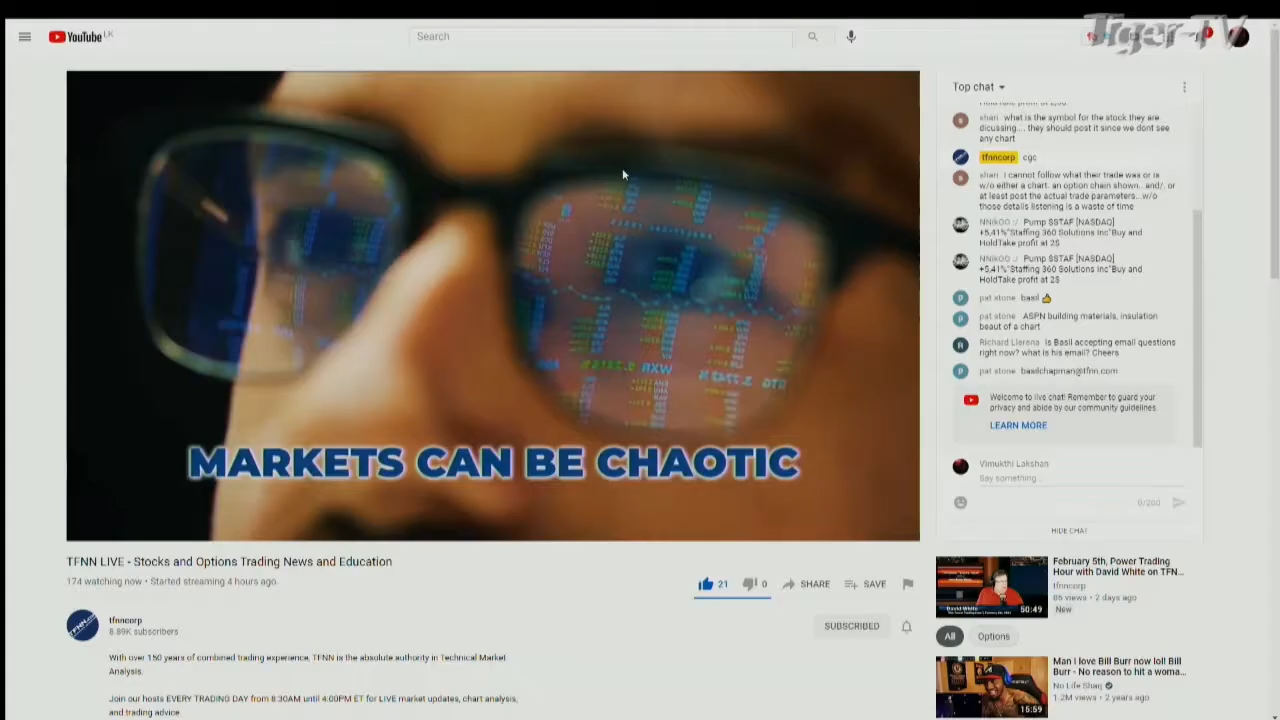 YouTube LK
Search
Tiger-TV
MARKETS CAN BE CHAOTIC
TFNN LIVE - Stocks and Options Trading News and Education
174 watching now • Started streaming 4 hours ago
21
0
SHARE
SAVE
tfnncorp
8.89K subscribers
SUBSCRIBED
With over 150 years of combined trading experience, TFNN is the absolute authority in Technical Market
Analysis.
Join our hosts EVERY TRADING DAY from 8:30AM until 4:00PM ET for LIVE market updates, chart analysis,
and trading advice
Top chat
shari what is the symbol for the stock they are
dicussing.... they should post it since we dont see
any chart
tfnncorp cgc
shari I cannot follow what their trade was or is
w/o either a chart. an option chain shown...and/. or
at least post the actual trade parameters...w/o
those details listening is a waste of time
Pump $STAF [NASDAQ]
+5,41%"Staffing 360 Solutions Inc"Buy and
HoldTake profit at 2$
Pump $STAF [NASDAQ]
+5,41%"Staffing 360 Solutions Inc"Buy and
HoldTake profit at 2$
pat stone basil
pat stone ASPN building materials, insulation
beaut of a chart
Richard Llerena is Basil accepting email questions
right now? what is his email? Cheers
pat stone basilchapman@tfnn.com
Welcome to live chat! Remember to guard your
privacy and abide by our community guidelines.
LEARN MORE
Vimukthi Lakshan
Say something...
0/200
HIDE CHAT
February 5th, Power Trading
Hour with David White on TFN...
tfnncorp
86 views • 2 days ago
New
David White
50:49
All
Options
Man I love Bill Burr now lol! Bill
Burr - No reason to hit a woma...
No Life Shaq
1.2M views • 2 years ago
15:59